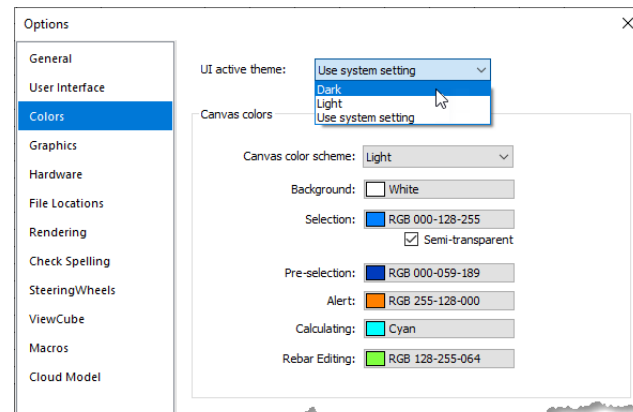 Options
General
User Interface
Colors
Graphics
Hardware
File Locations
Rendering
Check Spelling
SteeringWheels
ViewCube
Macros
Cloud Model
UI active theme: Use system setting
Dark
Light
Use system setting
Canvas colors
Canvas color scheme: Light
Background: White
Selection: RGB 000-128-255
Semi-transparent
Pre-selection: RGB 000-059-189
Alert: RGB 255-128-000
Calculating: Cyan
Rebar Editing: RGB 128-255-064